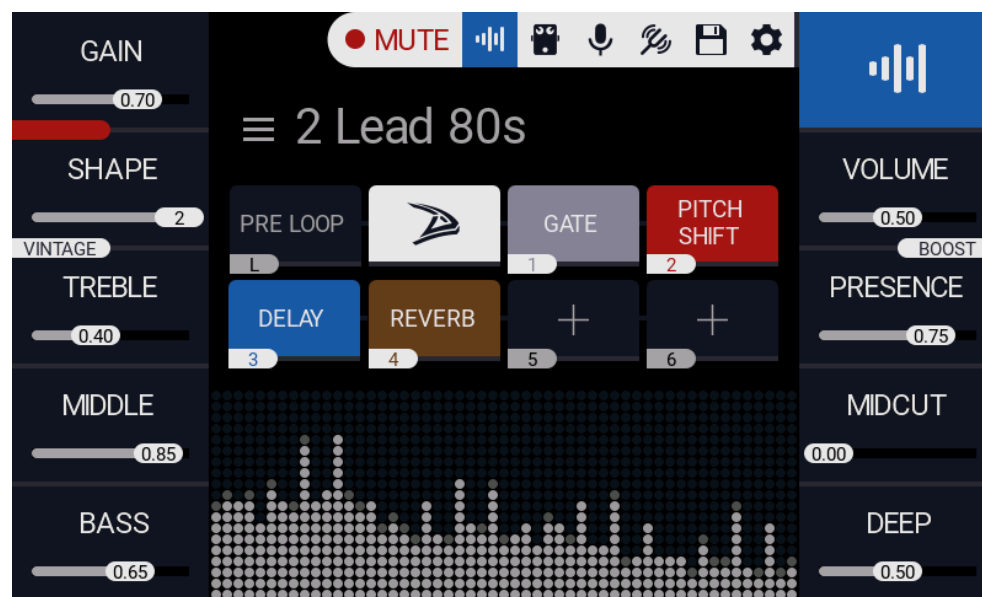 GAIN
0.70
SHAPE
2
VINTAGE
TREBLE
0.40
MIDDLE
0.85
BASS
0.65
MUTE
2 Lead 80s
PRE LOOP
L
GATE
1
PITCH
SHIFT
2
DELAY
3
REVERB
4
5
6
VOLUME
0.50
BOOST
PRESENCE
0.75
MIDCUT
0.00
DEEP
0.50